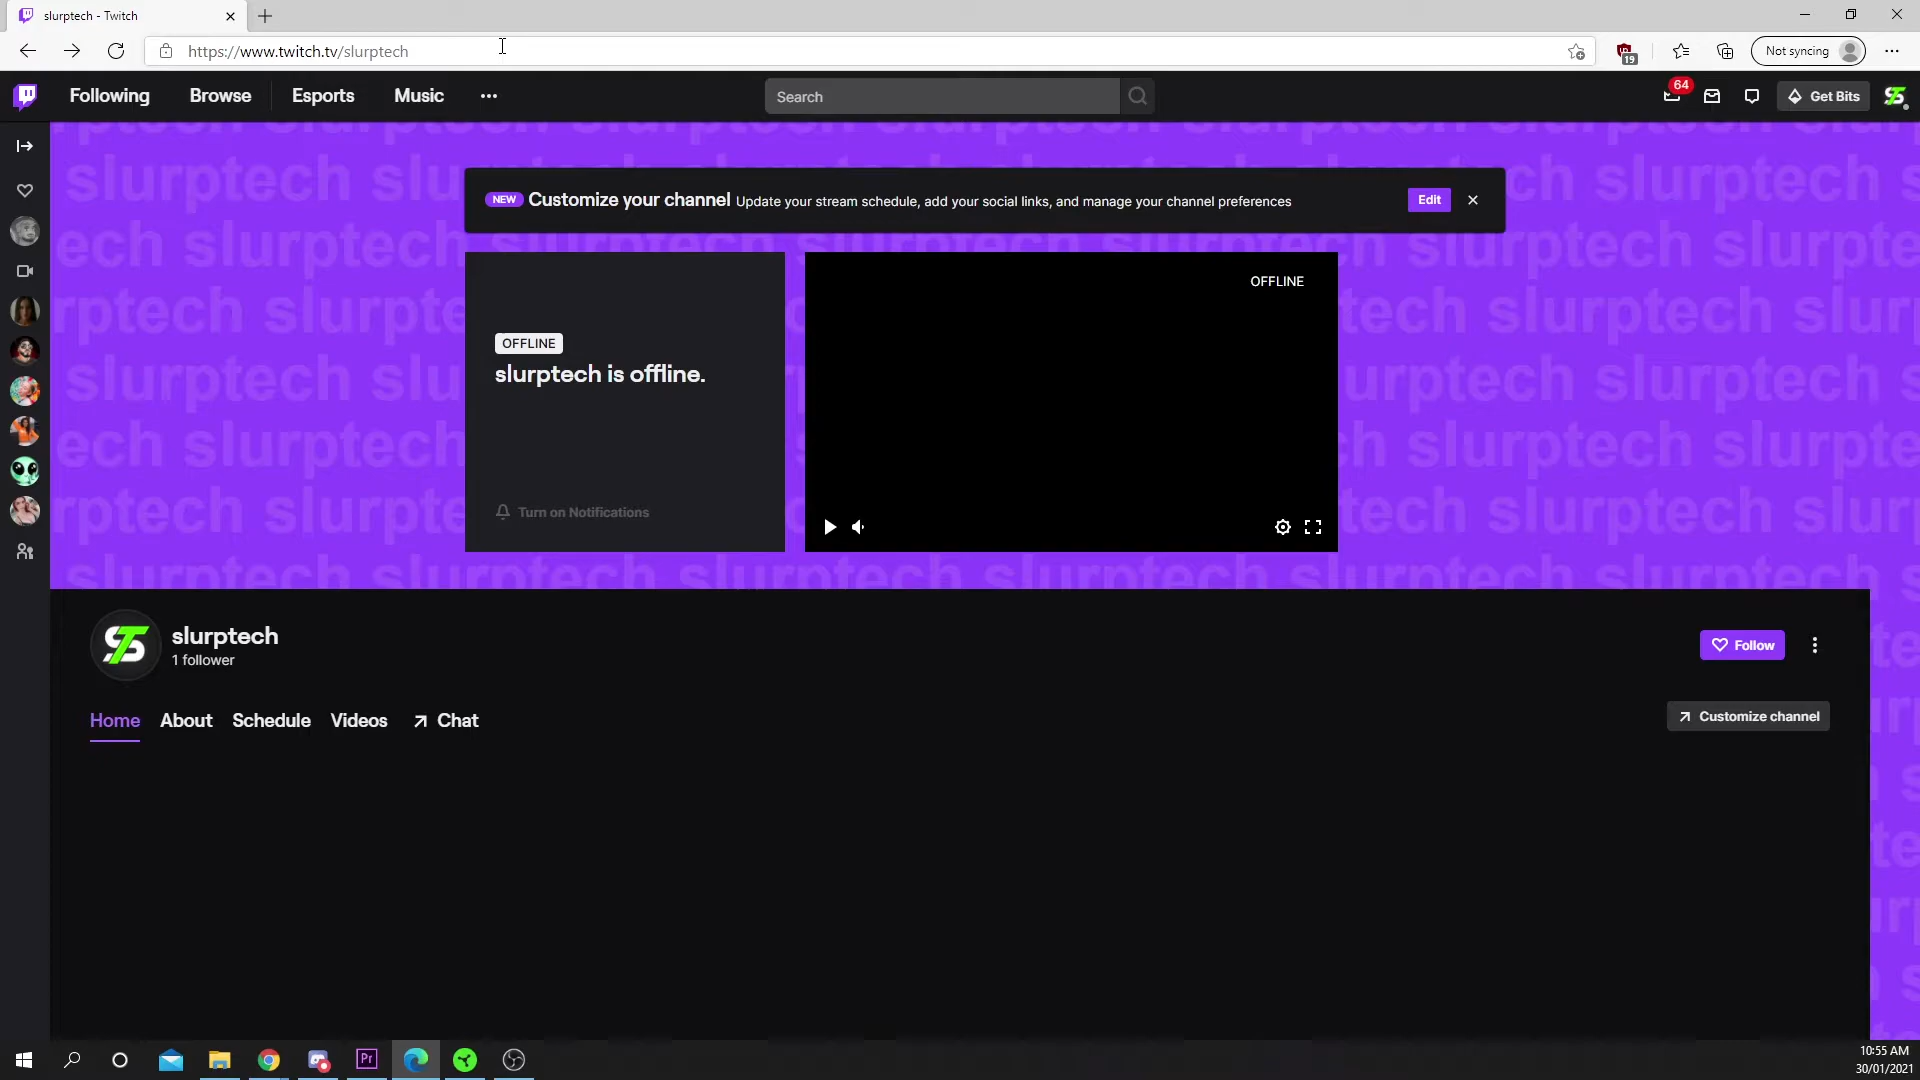 slurptech - Twitch
https://www.twitch.tv/slurptech
19
Not syncing
Following
Browse
Esports
Music
Search
64
Get Bits
NEW Customize your channel Update your stream schedule, add your social links, and manage your channel preferences
Edit
OFFLINE
OFFLINE
slurptech is offline.
Turn on Notifications
slurptech
1 follower
Follow
Home
About
Schedule
Videos
Chat
Customize channel
Pr
10:55 AM
30/01/2021